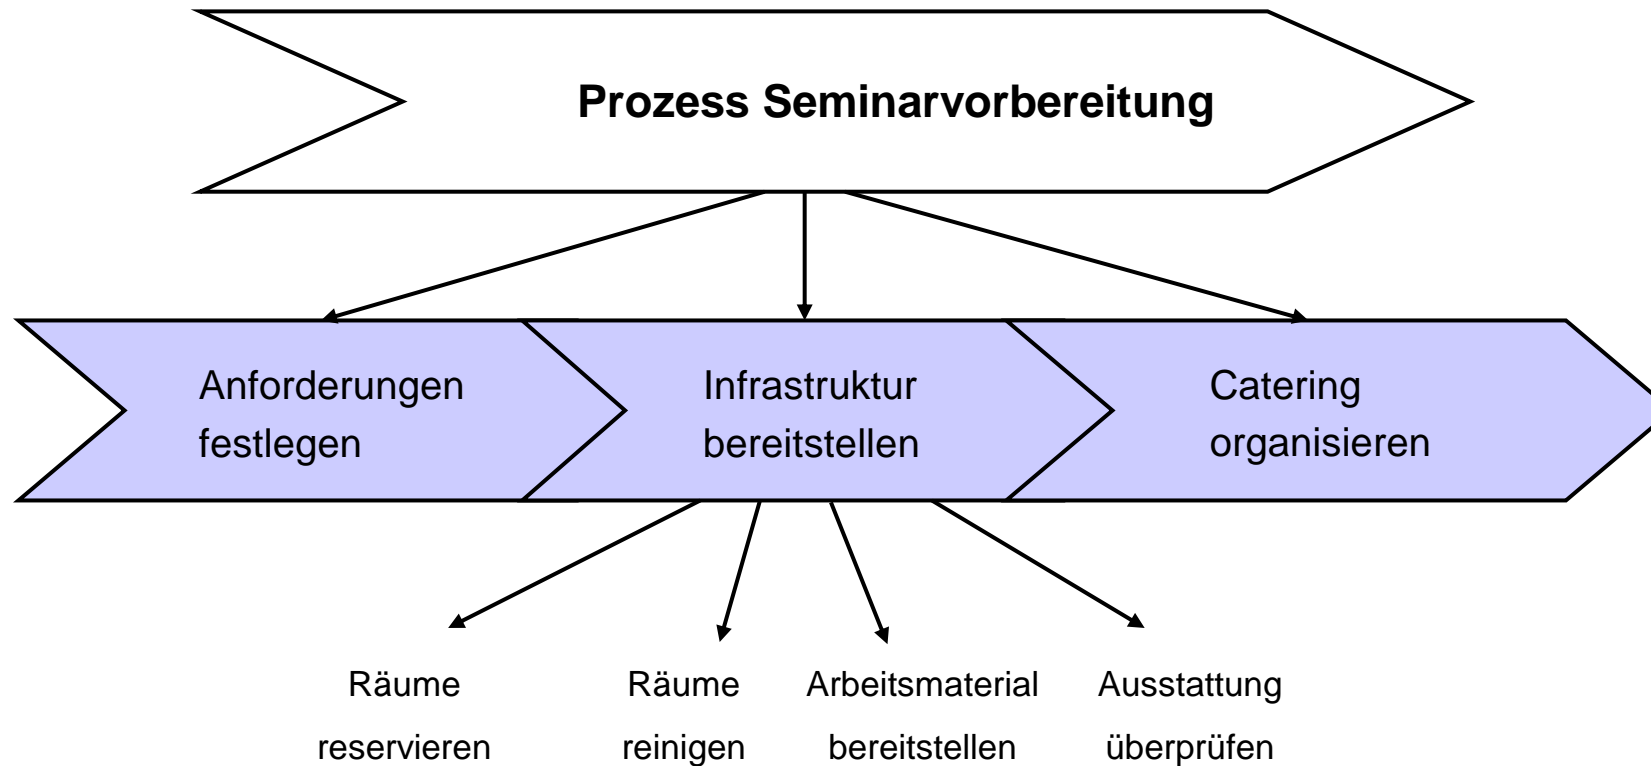 Prozess Seminarvorbereitung
Anforderungen
festlegen
Infrastruktur
bereitstellen
Catering
organisieren
Räume
reservieren
Räume
reinigen
Arbeitsmaterial
bereitstellen
Ausstattung
überprüfen